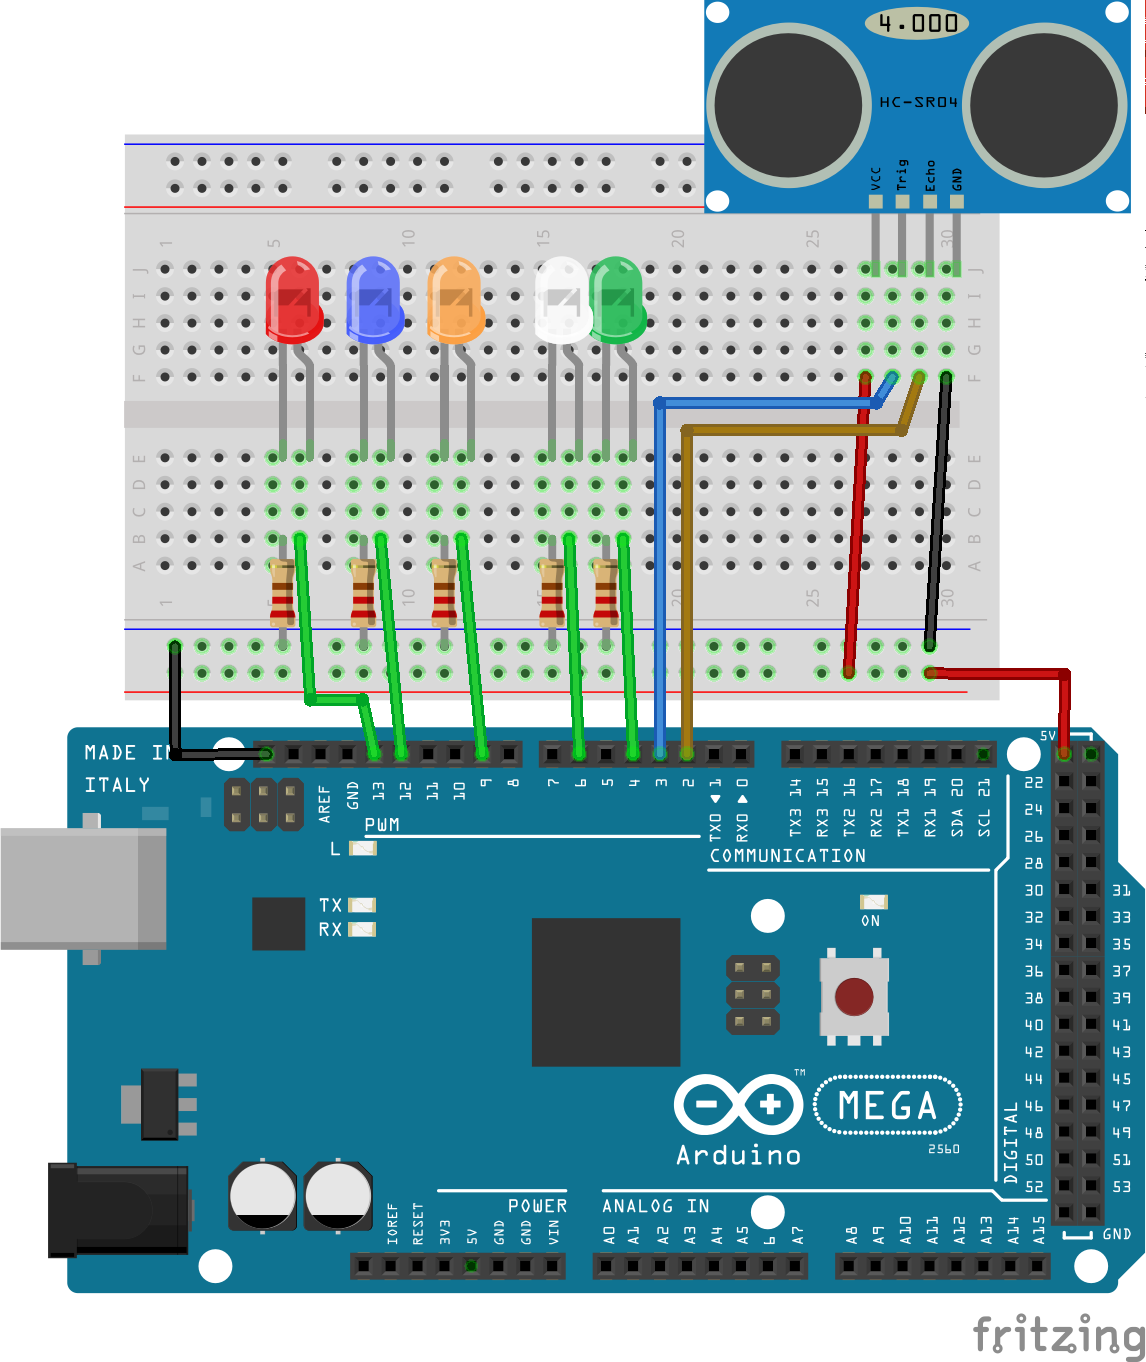 4.000
HC-SR04
VCC Trig Echo GND
1 5 10 15 20 25 30
J J
I I
H H
G G
F F
E E
D D
C C
B B
A A
1 5 10 15 20 25 30
MADE IN
ITALY
5V
AREF GND 13 12 11 10 9 8 7 6 5 4 3 2 TX0 1 RX0 0 TX3 14 RX3 15 TX2 16 RX2 17 TX1 18 RX1 19 SDA 20 SCL 21
PWM
COMMUNICATION
L
TX
RX
ON
22
24
26
28
30 31
32 33
34 35
36 37
38 39
40 41
42 43
44 45
46 47
48 49
50 51
52 53
DIGITAL
GND
TM
MEGA
Arduino
2560
POWER
ANALOG IN
IOREF RESET 3V3 5V GND GND VIN A0 A1 A2 A3 A4 A5 6 A7 A8 A9 A10 A11 A12 A13 A14 A15
fritzing